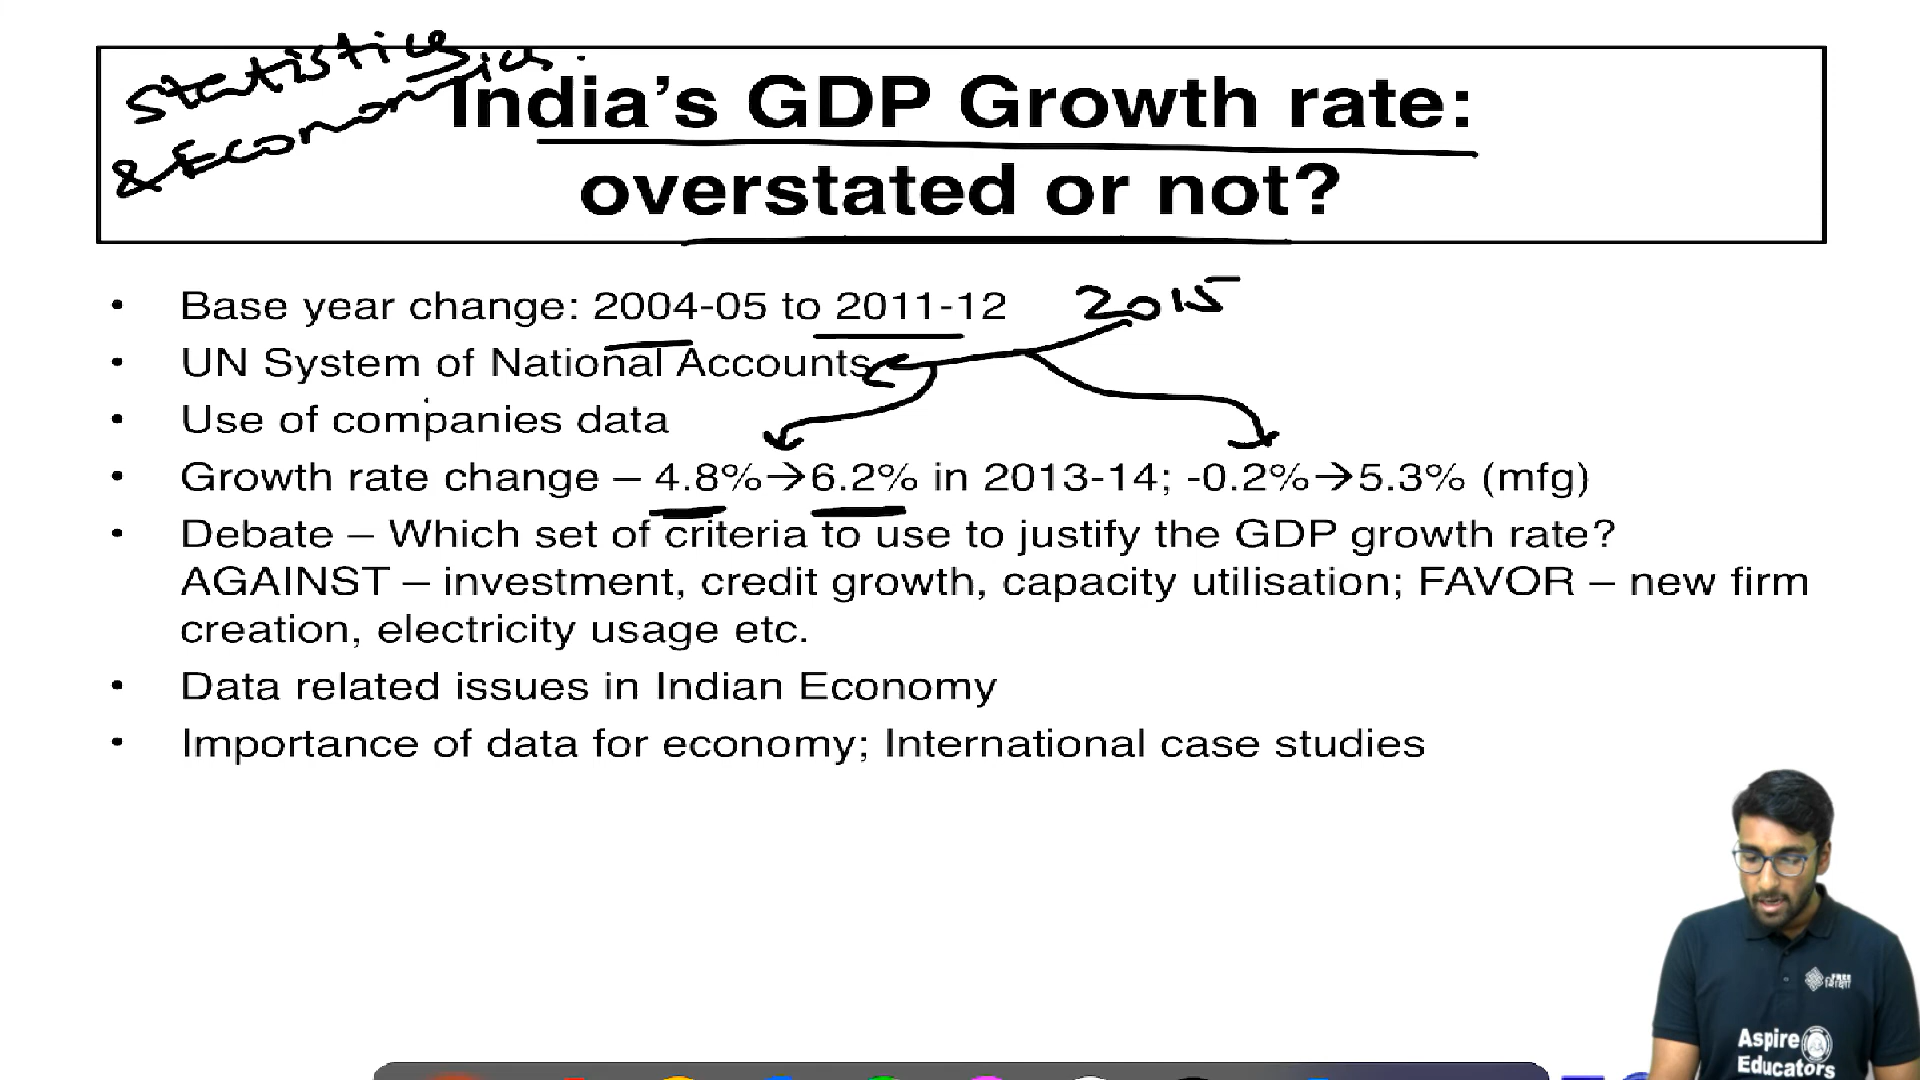 Statistics
& Economics.
India’s GDP Growth rate:
overstated or not?
• Base year change: 2004-05 to 2011-12 2015
• UN System of National Accounts
• Use of companies data
• Growth rate change – 4.8%→6.2% in 2013-14; -0.2%→5.3% (mfg)
• Debate – Which set of criteria to use to justify the GDP growth rate?
AGAINST – investment, credit growth, capacity utilisation; FAVOR – new firm
creation, electricity usage etc.
• Data related issues in Indian Economy
• Importance of data for economy; International case studies
FREE
Aspire
Educators